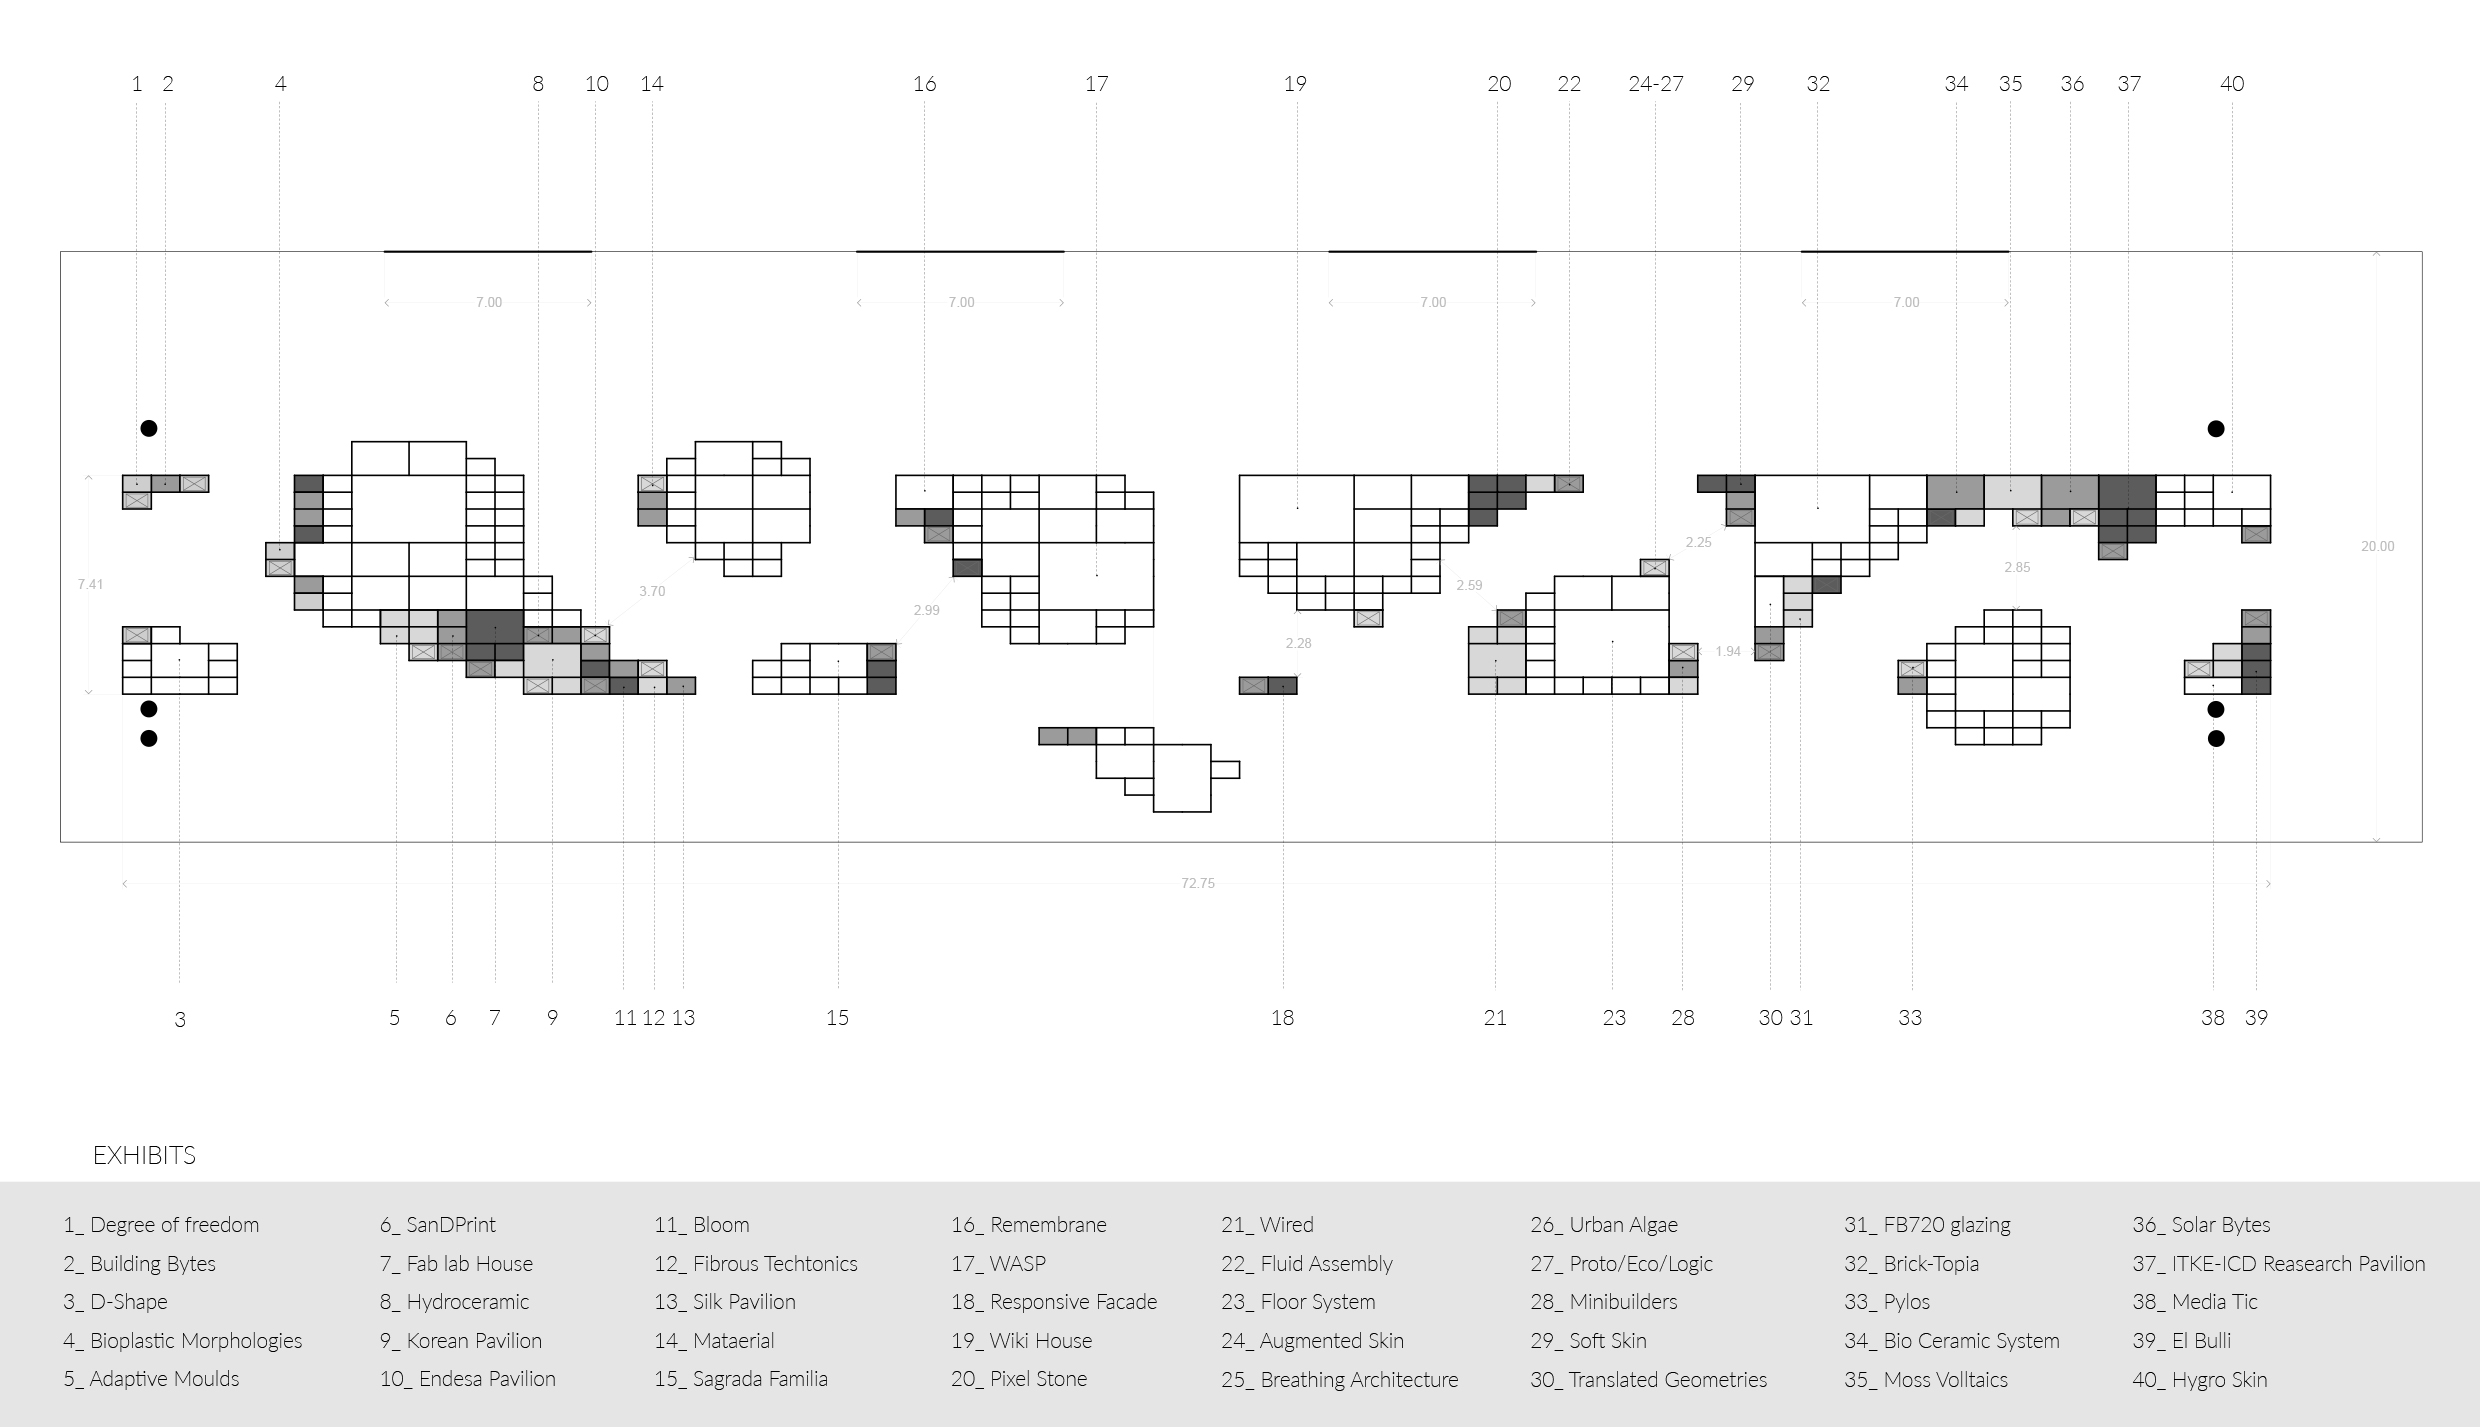 1 2 4 8 10 14 16 17 19 20 22 24-27 29 32 34 35 36 37 40
7.00 7.00 7.00 7.00
2.25
20.00
2.85
7.41
3.70
2.59
2.99
2.28
1.94
72.75
3 5 6 7 9 11 12 13 15 18 21 23 28 30 31 33 38 39
EXHIBITS
1_ Degree of freedom
2_ Building Bytes
3_ D-Shape
4_ Bioplastic Morphologies
5_ Adaptive Moulds
6_ SanDPrint
7_ Fab lab House
8_ Hydroceramic
9_ Korean Pavilion
10_ Endesa Pavilion
11_ Bloom
12_ Fibrous Techtonics
13_ Silk Pavilion
14_ Mataerial
15_ Sagrada Familia
16_ Remembrane
17_ WASP
18_ Responsive Facade
19_ Wiki House
20_ Pixel Stone
21_ Wired
22_ Fluid Assembly
23_ Floor System
24_ Augmented Skin
25_ Breathing Architecture
26_ Urban Algae
27_ Proto/Eco/Logic
28_ Minibuilders
29_ Soft Skin
30_ Translated Geometries
31_ FB720 glazing
32_ Brick-Topia
33_ Pylos
34_ Bio Ceramic System
35_ Moss Volltaics
36_ Solar Bytes
37_ ITKE-ICD Reasearch Pavilion
38_ Media Tic
39_ El Bulli
40_ Hygro Skin